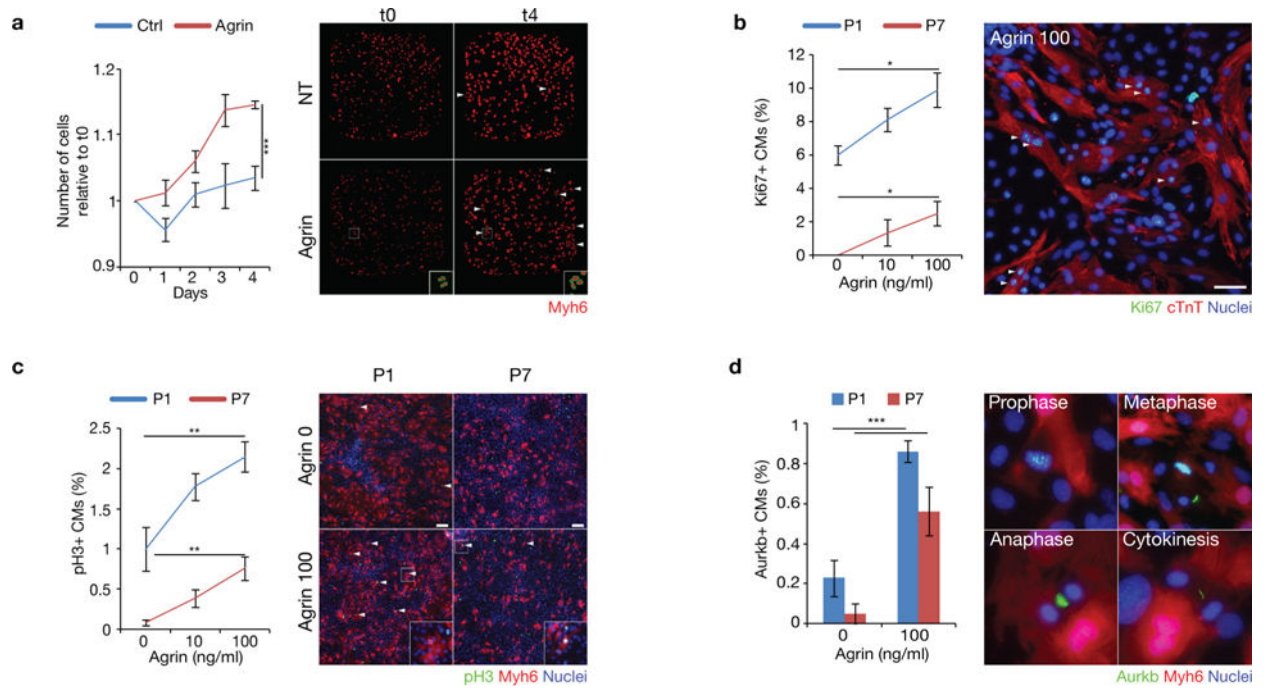 a
Ctrl Agrin
1.2
1.1
1
0.9
Number of cells
relative to t0
***
0 1 2 3 4
Days
t0 t4
NT
Agrin
Myh6
b
P1 P7
12
10
8
6
4
2
0
Ki67+ CMs (%)
*
*
0 10 100
Agrin (ng/ml)
Agrin 100
Ki67 cTnT Nuclei
c
P1 P7
2.5
2
1.5
1
0.5
0
pH3+ CMs (%)
**
**
0 10 100
Agrin (ng/ml)
P1 P7
Agrin 0
Agrin 100
pH3 Myh6 Nuclei
d
P1 P7
1
0.8
0.6
0.4
0.2
0
Aurkb+ CMs (%)
***
0 100
Agrin (ng/ml)
Prophase Metaphase
Anaphase Cytokinesis
Aurkb Myh6 Nuclei